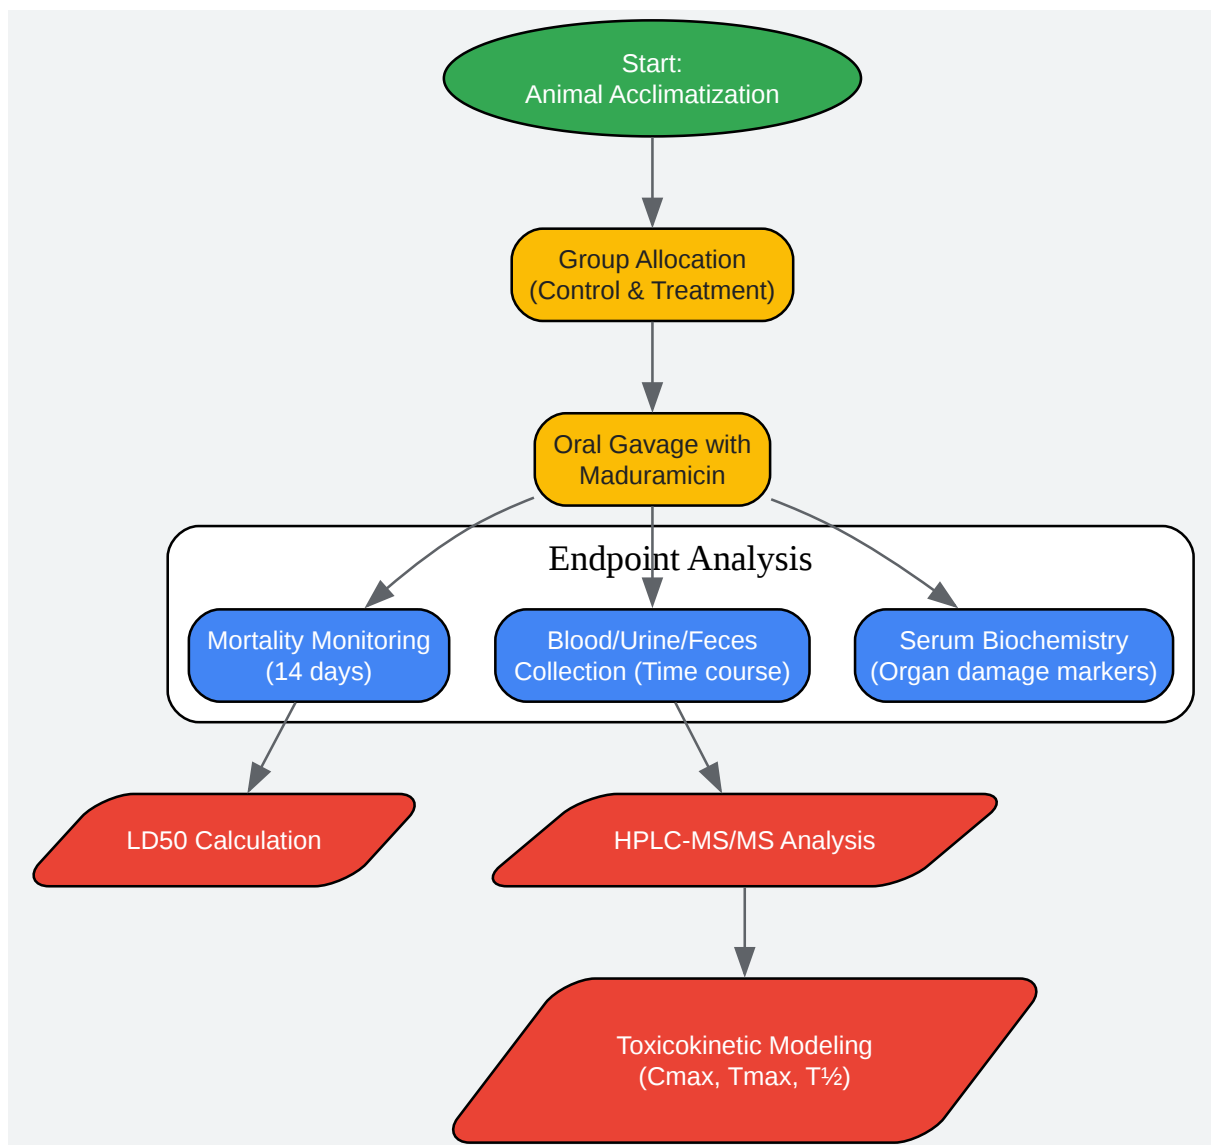 Start:
Animal Acclimatization
Group Allocation
(Control & Treatment)
Oral Gavage with
Maduramicin
Endpoint Analysis
Mortality Monitoring
(14 days)
Blood/Urine/Feces
Collection (Time course)
Serum Biochemistry
(Organ damage markers)
LD50 Calculation
HPLC-MS/MS Analysis
Toxicokinetic Modeling
(Cmax, Tmax, T½)